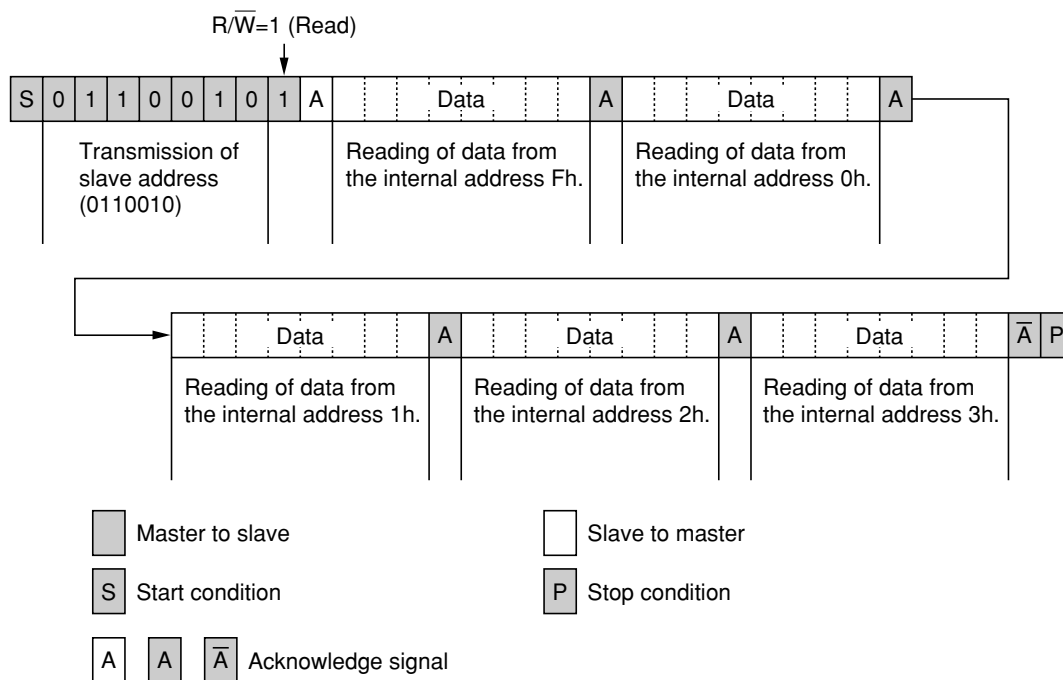 R/W̅=1 (Read)
S 0 1 1 0 0 1 0 1 A Data A Data A
Transmission of
slave address
(0110010)
Reading of data from
the internal address Fh.
Reading of data from
the internal address 0h.
Data A Data A Data A̅ P
Reading of data from
the internal address 1h.
Reading of data from
the internal address 2h.
Reading of data from
the internal address 3h.
Master to slave
Slave to master
S Start condition
P Stop condition
A A A̅ Acknowledge signal